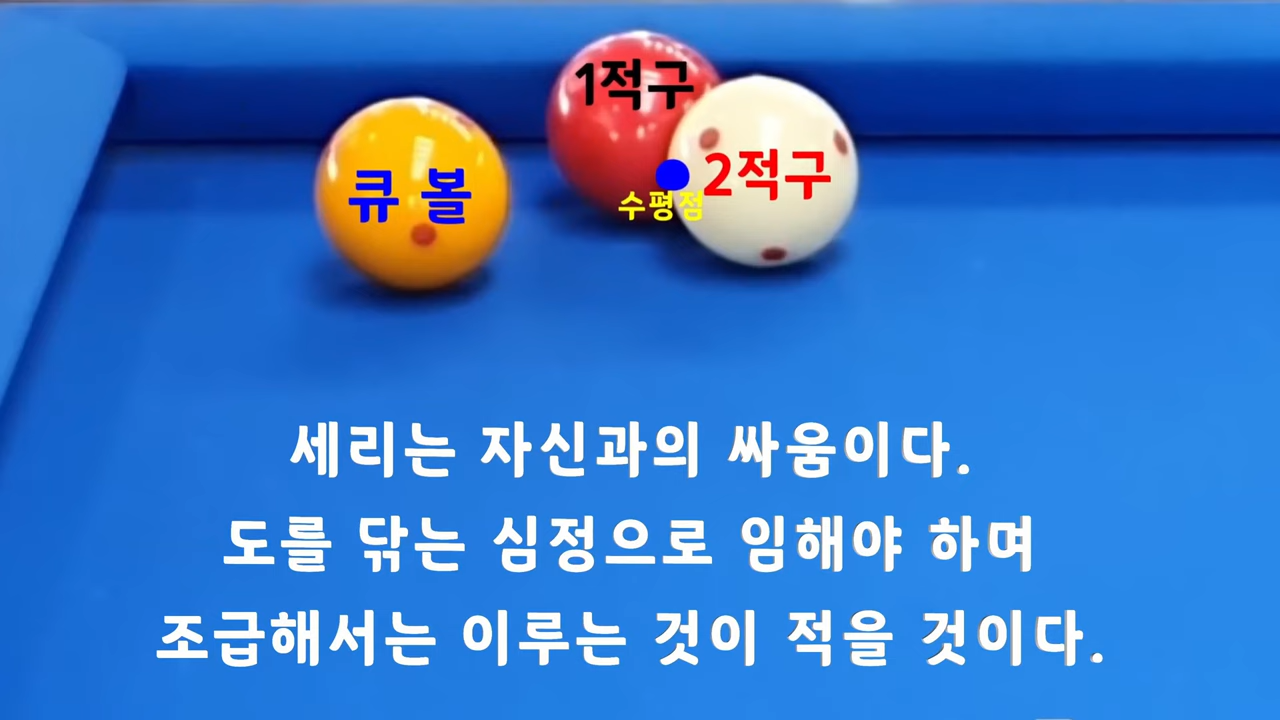 1적구
큐 볼
2적구
수평점
세리는 자신과의 싸움이다.
도를 닦는 심정으로 임해야 하며
조급해서는 이루는 것이 적을 것이다.